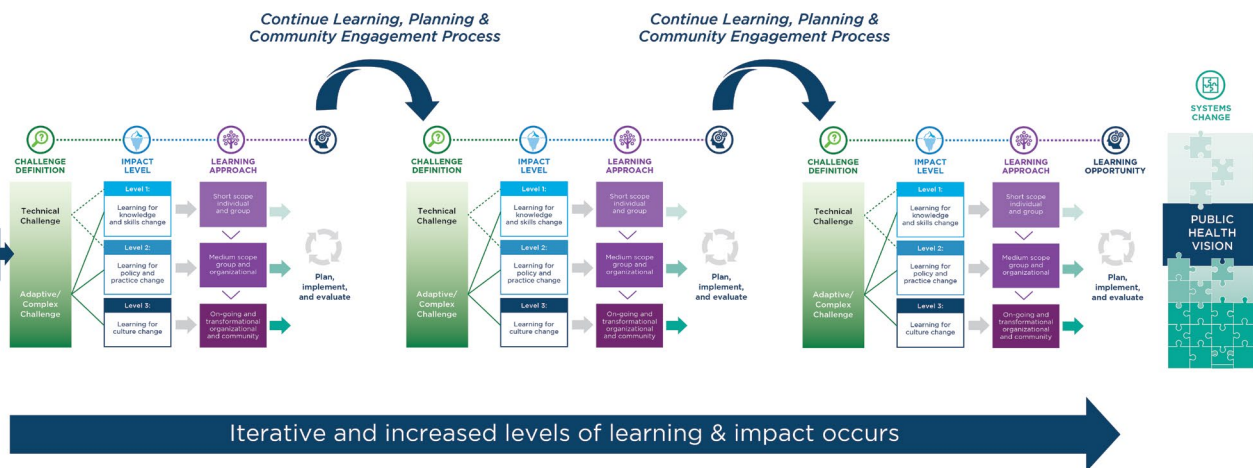 Continue Learning, Planning &
Community Engagement Process
Continue Learning, Planning &
Community Engagement Process
CHALLENGE
DEFINITION
IMPACT
LEVEL
LEARNING
APPROACH
Technical
Challenge
Adaptive/
Complex
Challenge
Level 1:
Learning for
knowledge
and skills change
Level 2:
Learning for
policy and
practice change
Level 3:
Learning for
culture change
Short scope
individual
and group
Medium scope
group and
organizational
On-going and
transformational
organizational
and community
Plan,
implement,
and evaluate
CHALLENGE
DEFINITION
IMPACT
LEVEL
LEARNING
APPROACH
Technical
Challenge
Adaptive/
Complex
Challenge
Level 1:
Learning for
knowledge
and skills change
Level 2:
Learning for
policy and
practice change
Level 3:
Learning for
culture change
Short scope
individual
and group
Medium scope
group and
organizational
On-going and
transformational
organizational
and community
Plan,
implement,
and evaluate
CHALLENGE
DEFINITION
IMPACT
LEVEL
LEARNING
APPROACH
LEARNING
OPPORTUNITY
Technical
Challenge
Adaptive/
Complex
Challenge
Level 1:
Learning for
knowledge
and skills change
Level 2:
Learning for
policy and
practice change
Level 3:
Learning for
culture change
Short scope
individual
and group
Medium scope
group and
organizational
On-going and
transformational
organizational
and community
Plan,
implement,
and evaluate
SYSTEMS
CHANGE
PUBLIC
HEALTH
VISION
Iterative and increased levels of learning & impact occurs